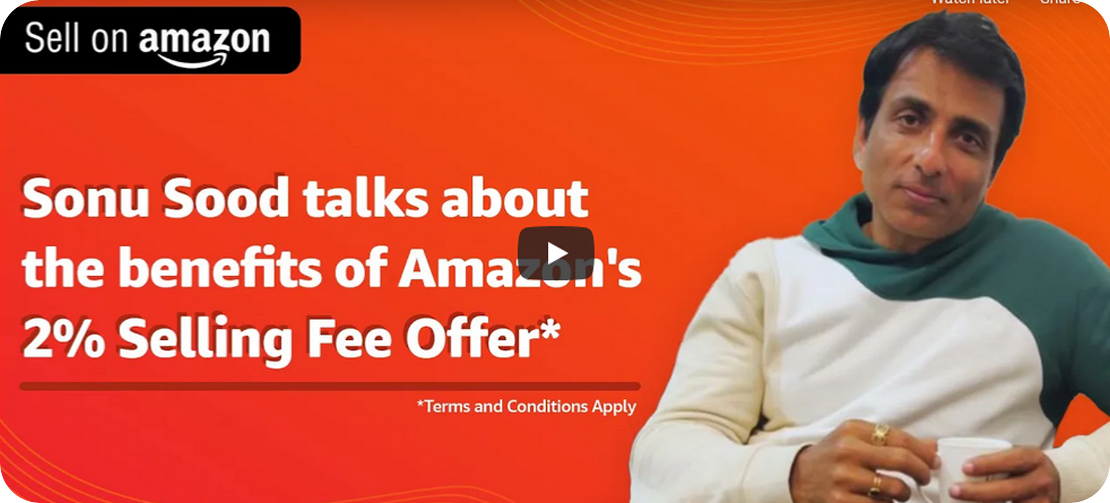 Watch later Share
Sell on amazon
Sonu Sood talks about
the benefits of Amazon's
2% Selling Fee Offer*
*Terms and Conditions Apply